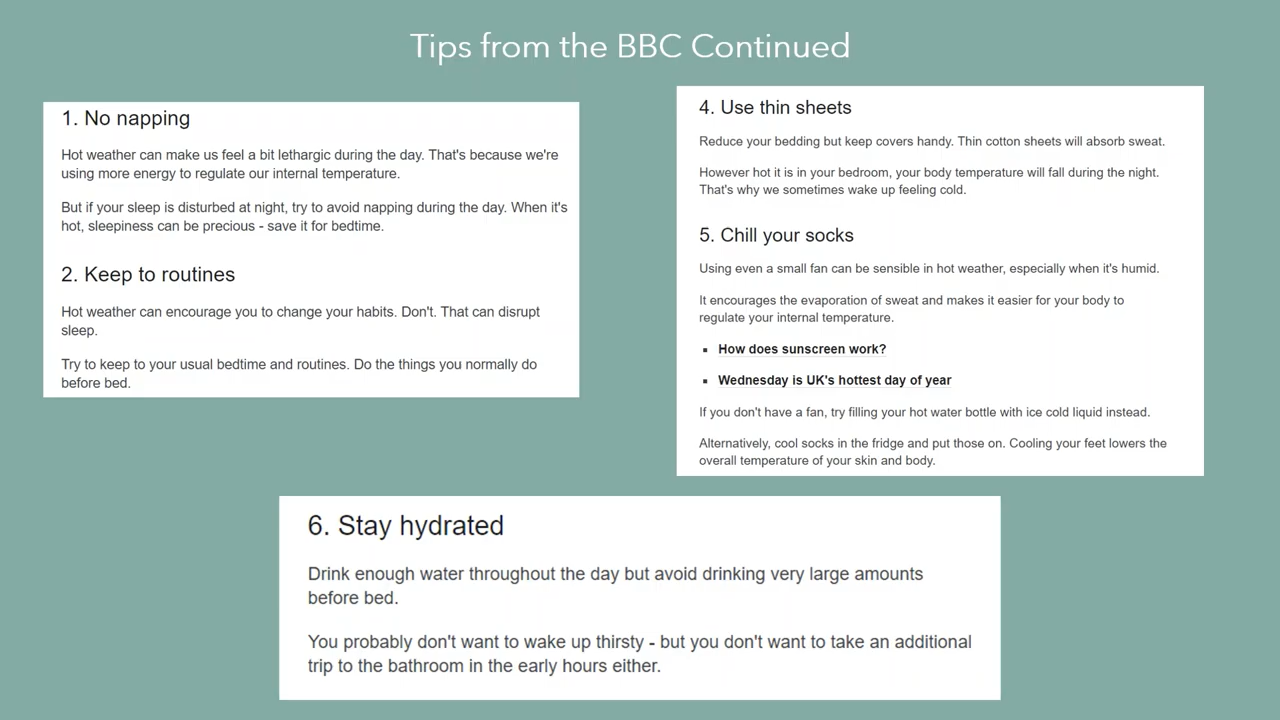 Tips from the BBC Continued
1. No napping
Hot weather can make us feel a bit lethargic during the day. That's because we're
using more energy to regulate our internal temperature.
But if your sleep is disturbed at night, try to avoid napping during the day. When it's
hot, sleepiness can be precious - save it for bedtime.
2. Keep to routines
Hot weather can encourage you to change your habits. Don't. That can disrupt
sleep.
Try to keep to your usual bedtime and routines. Do the things you normally do
before bed.
4. Use thin sheets
Reduce your bedding but keep covers handy. Thin cotton sheets will absorb sweat.
However hot it is in your bedroom, your body temperature will fall during the night.
That's why we sometimes wake up feeling cold.
5. Chill your socks
Using even a small fan can be sensible in hot weather, especially when it's humid.
It encourages the evaporation of sweat and makes it easier for your body to
regulate your internal temperature.
▪ How does sunscreen work?
▪ Wednesday is UK's hottest day of year
If you don't have a fan, try filling your hot water bottle with ice cold liquid instead.
Alternatively, cool socks in the fridge and put those on. Cooling your feet lowers the
overall temperature of your skin and body.
6. Stay hydrated
Drink enough water throughout the day but avoid drinking very large amounts
before bed.
You probably don't want to wake up thirsty - but you don't want to take an additional
trip to the bathroom in the early hours either.